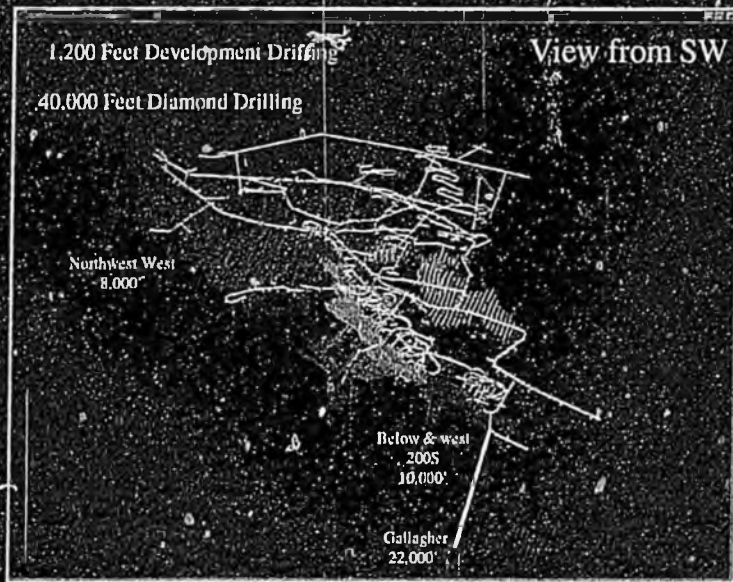 1,200 Feet Development Drifting
View from SW
40,000 Feet Diamond Drilling
Northwest West
8,000'
Below & west
200S
10,000'
Gallagher
22,000'